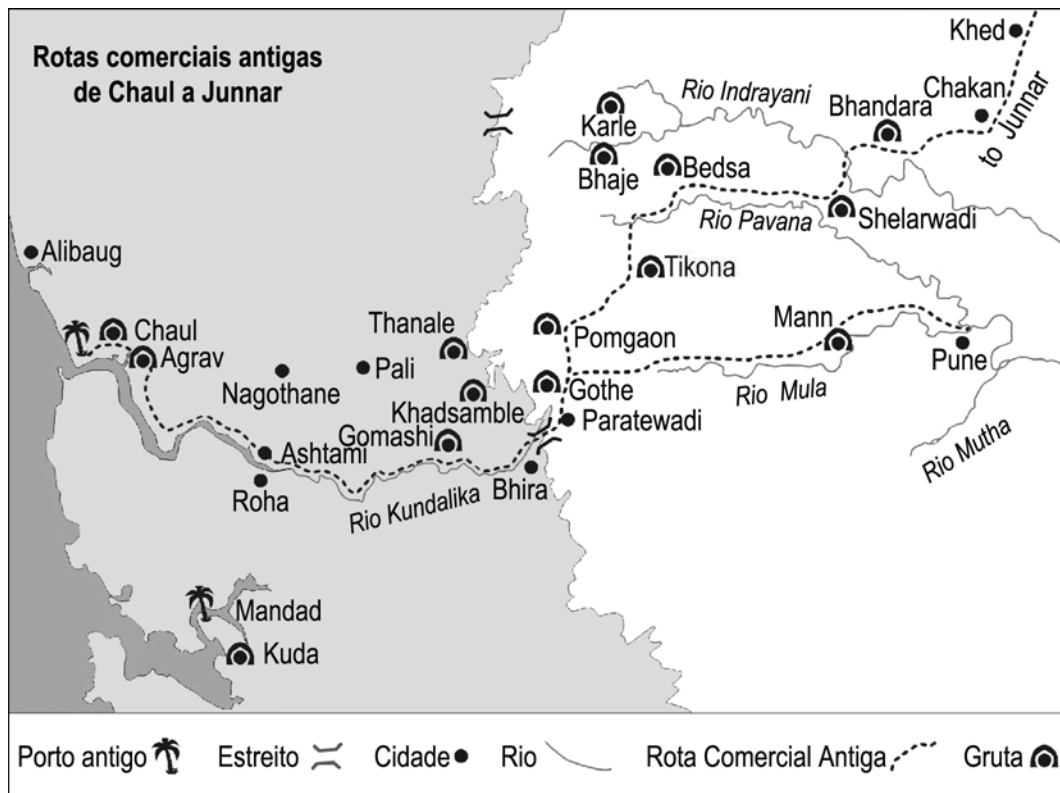 Rotas comerciais antigas
de Chaul a Junnar
Khed
Rio Indrayani
Chakan
Bhandara
Karle
to Junnar
Bhaje
Bedsa
Rio Pavana
Shelarwadi
Alibaug
Tikona
Chaul
Thanale
Pomgaon
Mann
Agrav
Pali
Pune
Nagothane
Gothe
Rio Mula
Khadsamble
Paratewadi
Gomashi
Ashtami
Rio Mutha
Bhira
Roha
Rio Kundalika
Mandad
Kuda
Porto antigo
Estreito
Cidade
Rio
Rota Comercial Antiga
Gruta